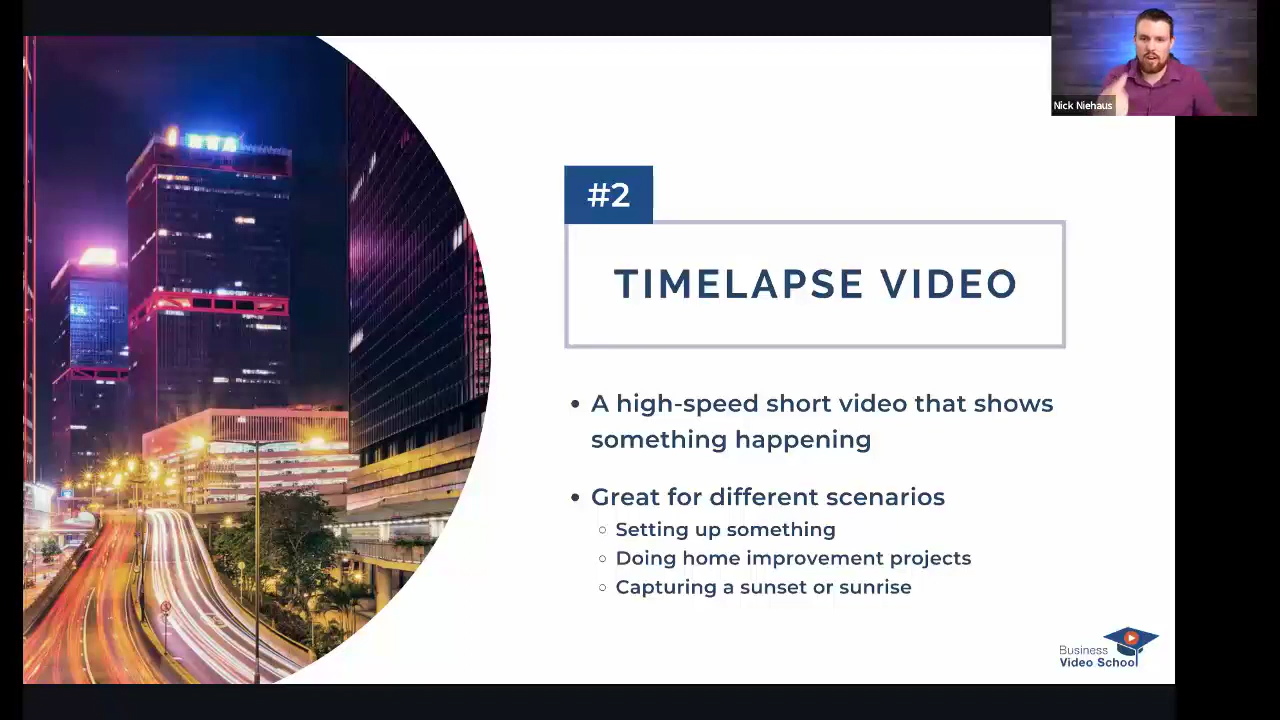 Nick Niehaus
#2
TIMELAPSE VIDEO
• A high-speed short video that shows
something happening
• Great for different scenarios
○ Setting up something
○ Doing home improvement projects
○ Capturing a sunset or sunrise
Business
Video School